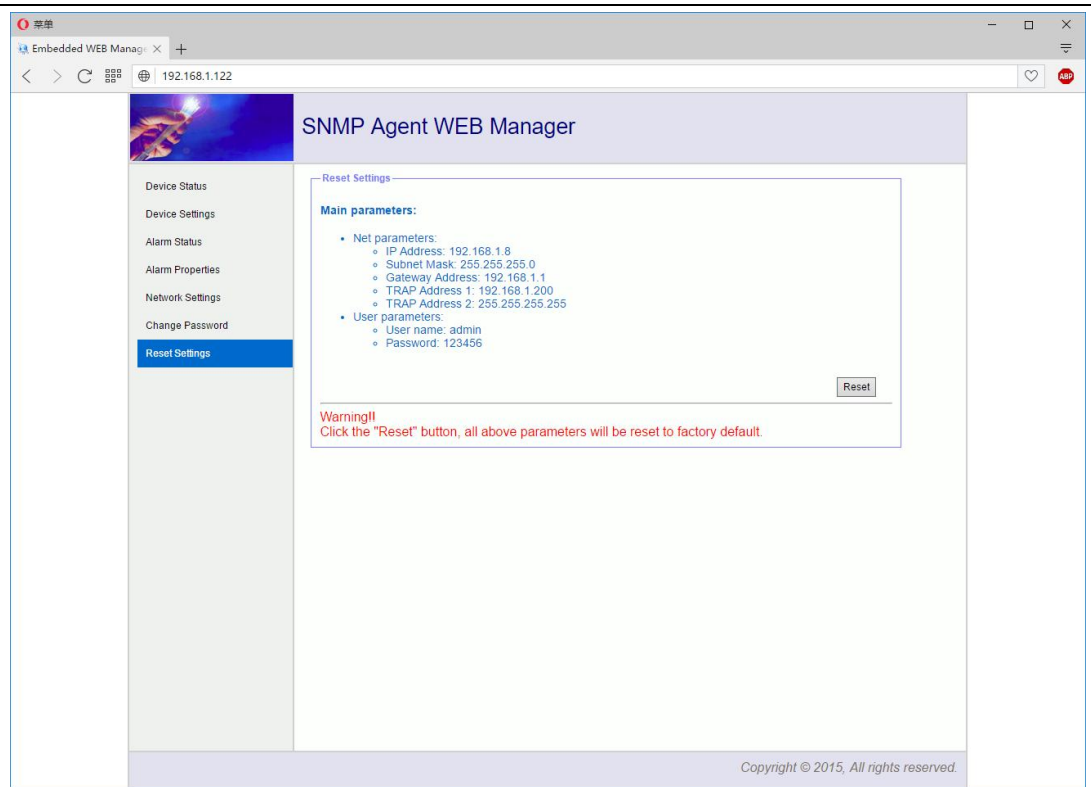 菜单
Embedded WEB Manag
192.168.1.122
ABP
SNMP Agent WEB Manager
Device Status
Device Settings
Alarm Status
Alarm Properties
Network Settings
Change Password
Reset Settings
Reset Settings
Main parameters:
Net parameters:
IP Address: 192.168.1.8
Subnet Mask: 255.255.255.0
Gateway Address: 192.168.1.1
TRAP Address 1: 192.168.1.200
TRAP Address 2: 255.255.255.255
User parameters:
User name: admin
Password: 123456
Reset
Warning!!
Click the "Reset" button, all above parameters will be reset to factory default.
Copyright © 2015, All rights reserved.